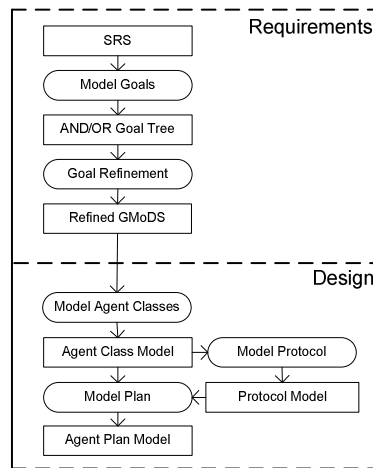 Requirements
SRS
Model Goals
AND/OR Goal Tree
Goal Refinement
Refined GMoDS
Design
Model Agent Classes
Agent Class Model
Model Protocol
Model Plan
Protocol Model
Agent Plan Model